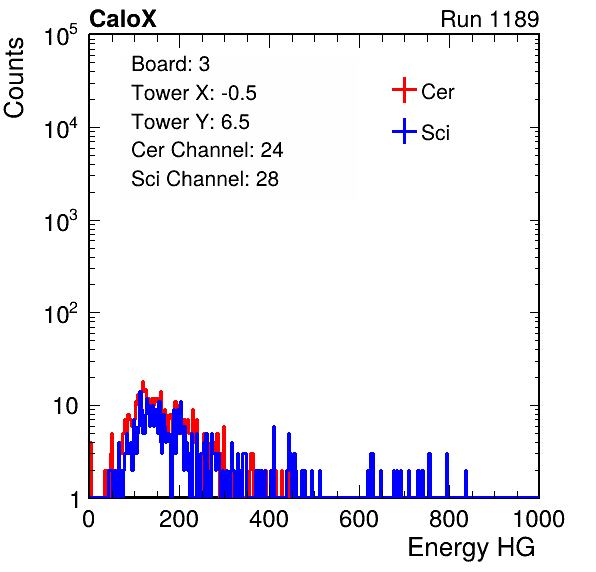 CaloX Run 1189
Board: 3
Tower X: -0.5
Tower Y: 6.5
Cer Channel: 24
Sci Channel: 28
Cer
Sci
Counts
10^5
10^4
10^3
10^2
10
1
0 200 400 600 800 1000
Energy HG